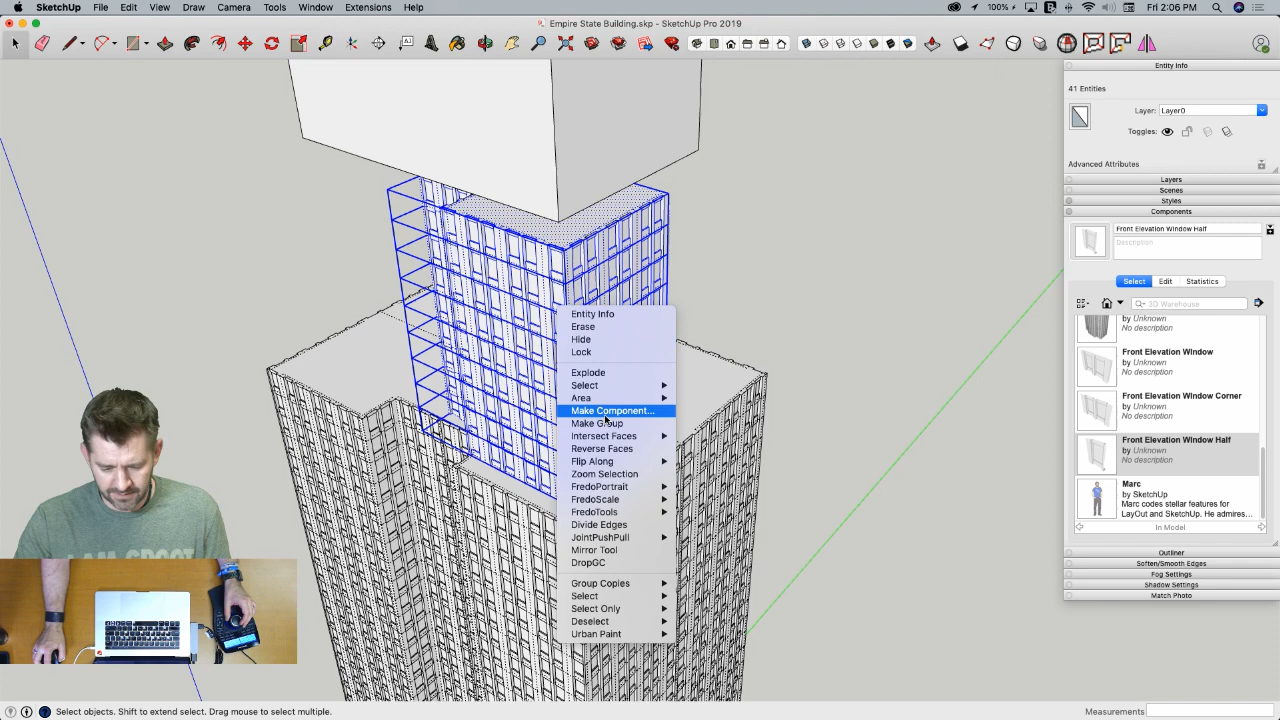 SketchUp File Edit View Draw Camera Tools Window Extensions Help
100% Fri 2:06 PM
Empire State Building.skp - SketchUp Pro 2019
Entity Info
41 Entities
Layer: Layer0
Toggles:
Advanced Attributes
Layers
Scenes
Styles
Components
Front Elevation Window Half
Description
Select Edit Statistics
3D Warehouse
by Unknown
No description
Front Elevation Window
by Unknown
No description
Front Elevation Window Corner
by Unknown
No description
Front Elevation Window Half
by Unknown
No description
Marc
by SketchUp
Marc codes stellar features for
LayOut and SketchUp. He admires...
In Model
Outliner
Soften/Smooth Edges
Fog Settings
Shadow Settings
Match Photo
Entity Info
Erase
Hide
Lock
Explode
Select
Area
Make Component...
Make Group
Intersect Faces
Reverse Faces
Flip Along
Zoom Selection
FredoPortrait
FredoScale
FredoTools
Divide Edges
JointPushPull
Mirror Tool
DropGC
Group Copies
Select
Select Only
Deselect
Urban Paint
Select objects. Shift to extend select. Drag mouse to select multiple.
Measurements